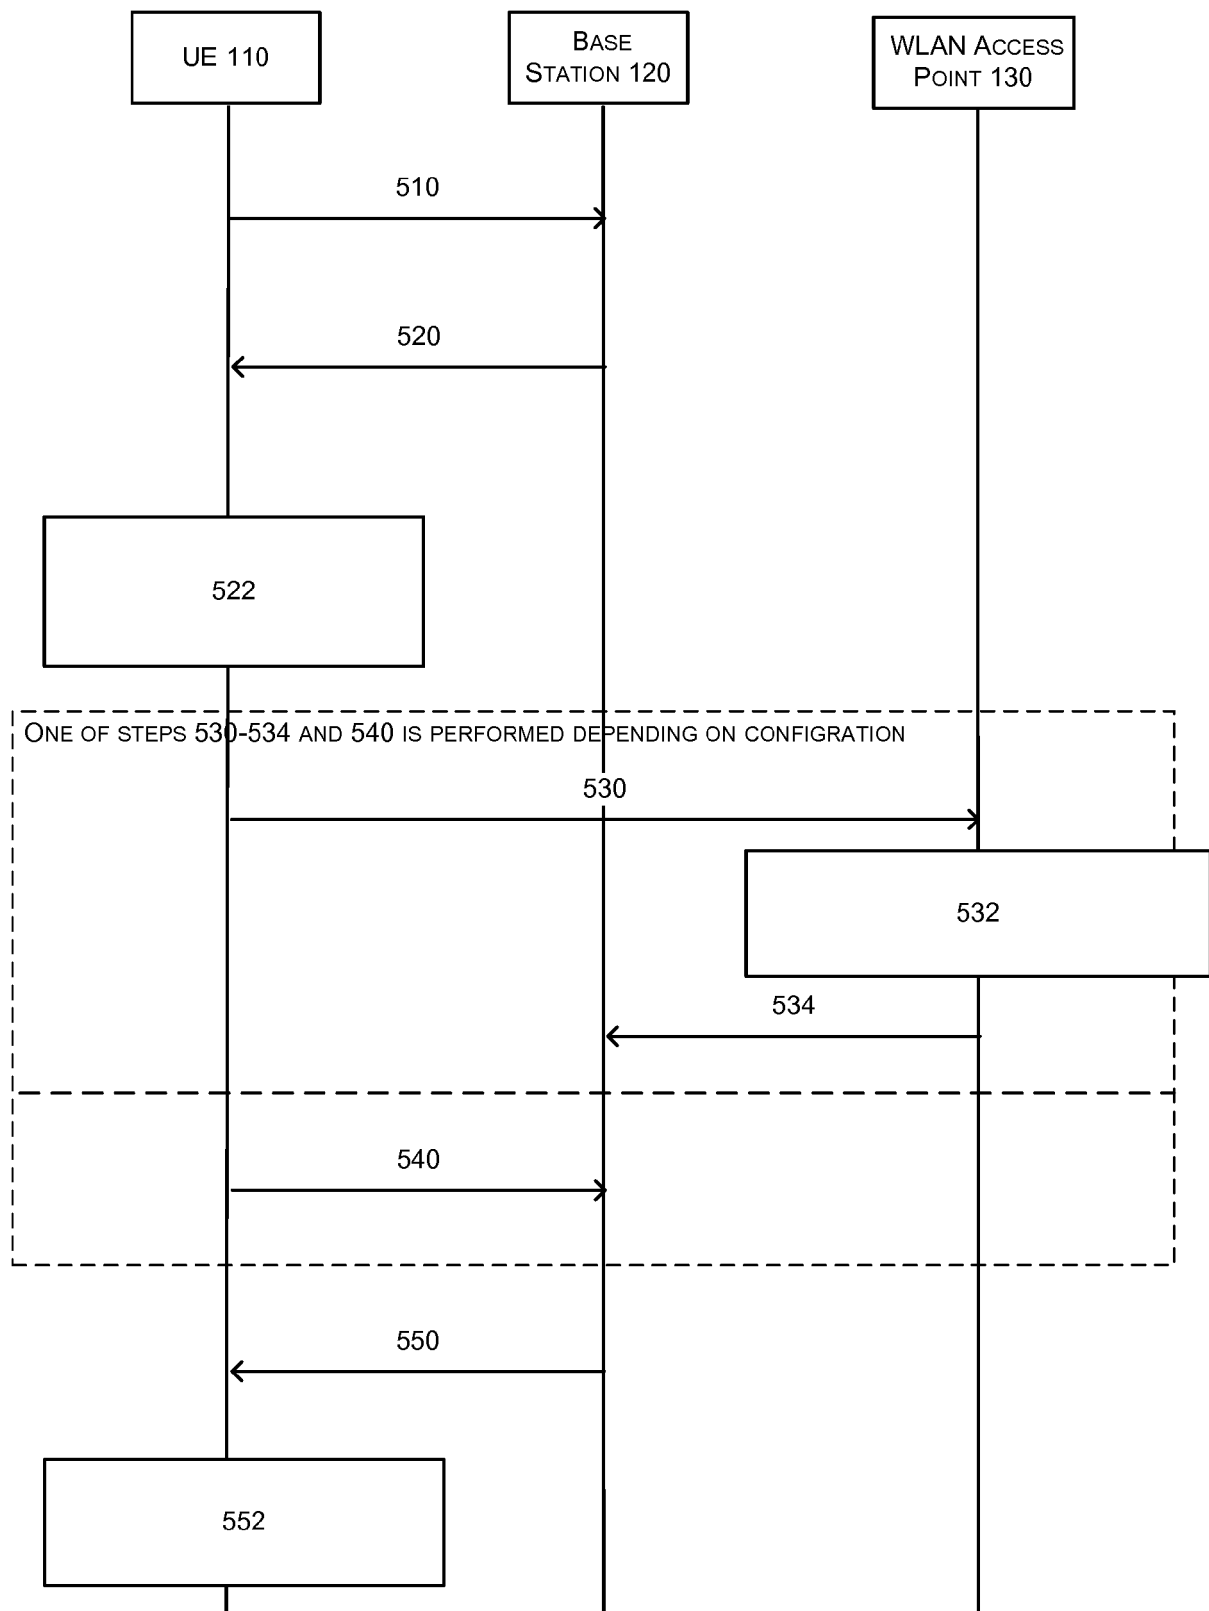 UE 110
BASE
STATION 120
WLAN ACCESS
POINT 130
510
520
522
ONE OF STEPS 530-534 AND 540 IS PERFORMED DEPENDING ON CONFIGRATION
530
532
534
540
550
552